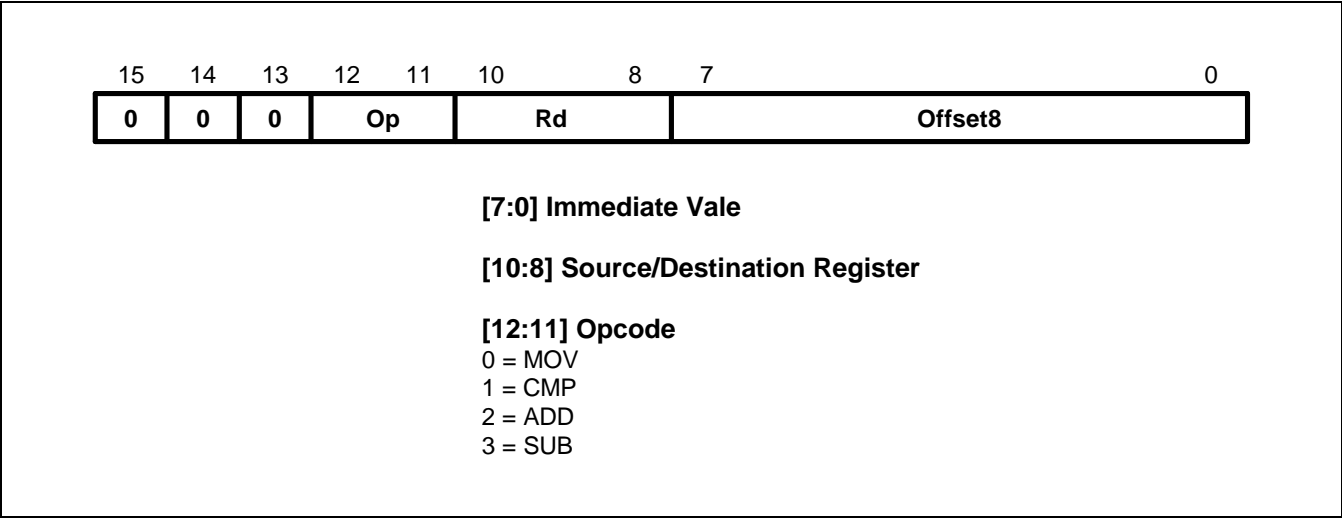 15 14 13 12 11 10 8 7 0
0 0 0 Op Rd Offset8
[7:0] Immediate Vale
[10:8] Source/Destination Register
[12:11] Opcode
0 = MOV
1 = CMP
2 = ADD
3 = SUB